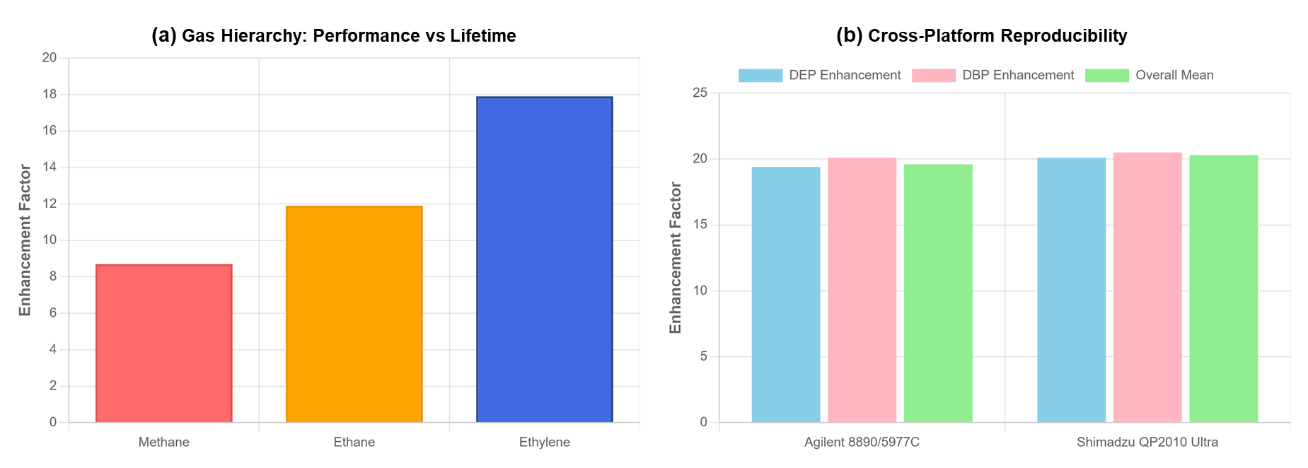 (a) Gas Hierarchy: Performance vs Lifetime
Enhancement Factor
20
18
16
14
12
10
8
6
4
2
0
Methane Ethane Ethylene
(b) Cross-Platform Reproducibility
DEP Enhancement DBP Enhancement Overall Mean
Enhancement Factor
25
20
15
10
5
0
Agilent 8890/5977C Shimadzu QP2010 Ultra